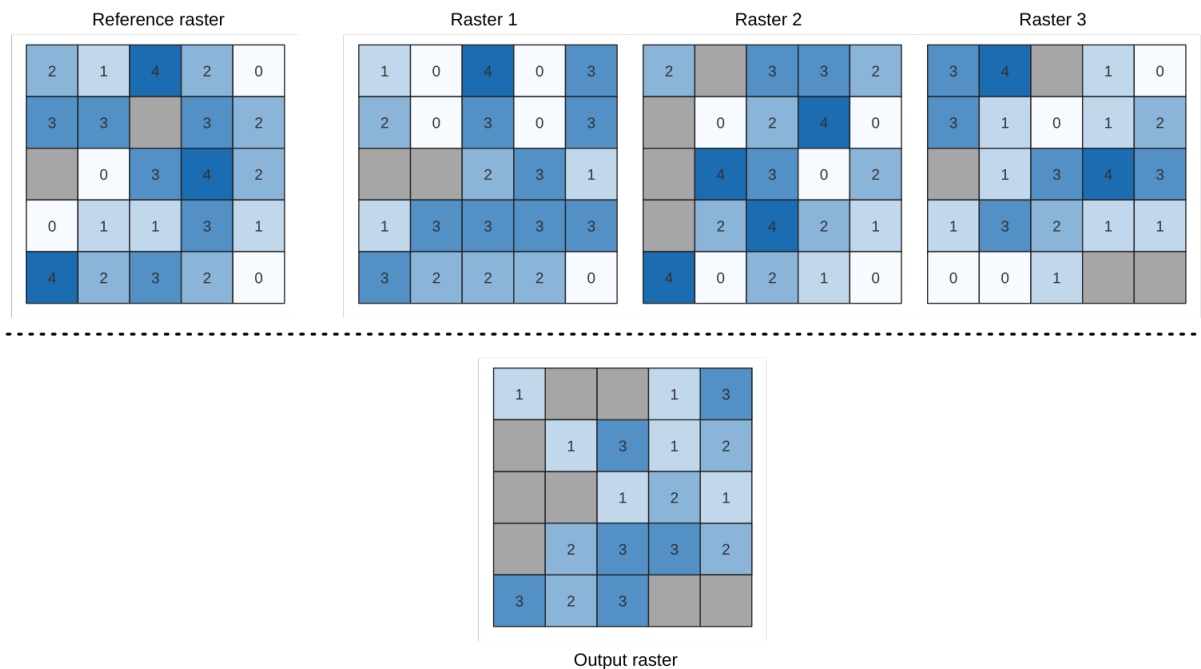 Reference raster Raster 1 Raster 2 Raster 3
2 1 4 2 0 1 0 4 0 3 2 3 3 2 3 4 1 0
3 3 3 2 2 0 3 0 3 0 2 4 0 3 1 0 1 2
0 3 4 2 2 3 1 4 3 0 2 1 3 4 3
0 1 1 3 1 1 3 3 3 3 2 4 2 1 1 3 2 1 1
4 2 3 2 0 3 2 2 2 0 4 0 2 1 0 0 0 1
1 1 3
1 3 1 2
1 2 1
2 3 3 2
3 2 3
Output raster